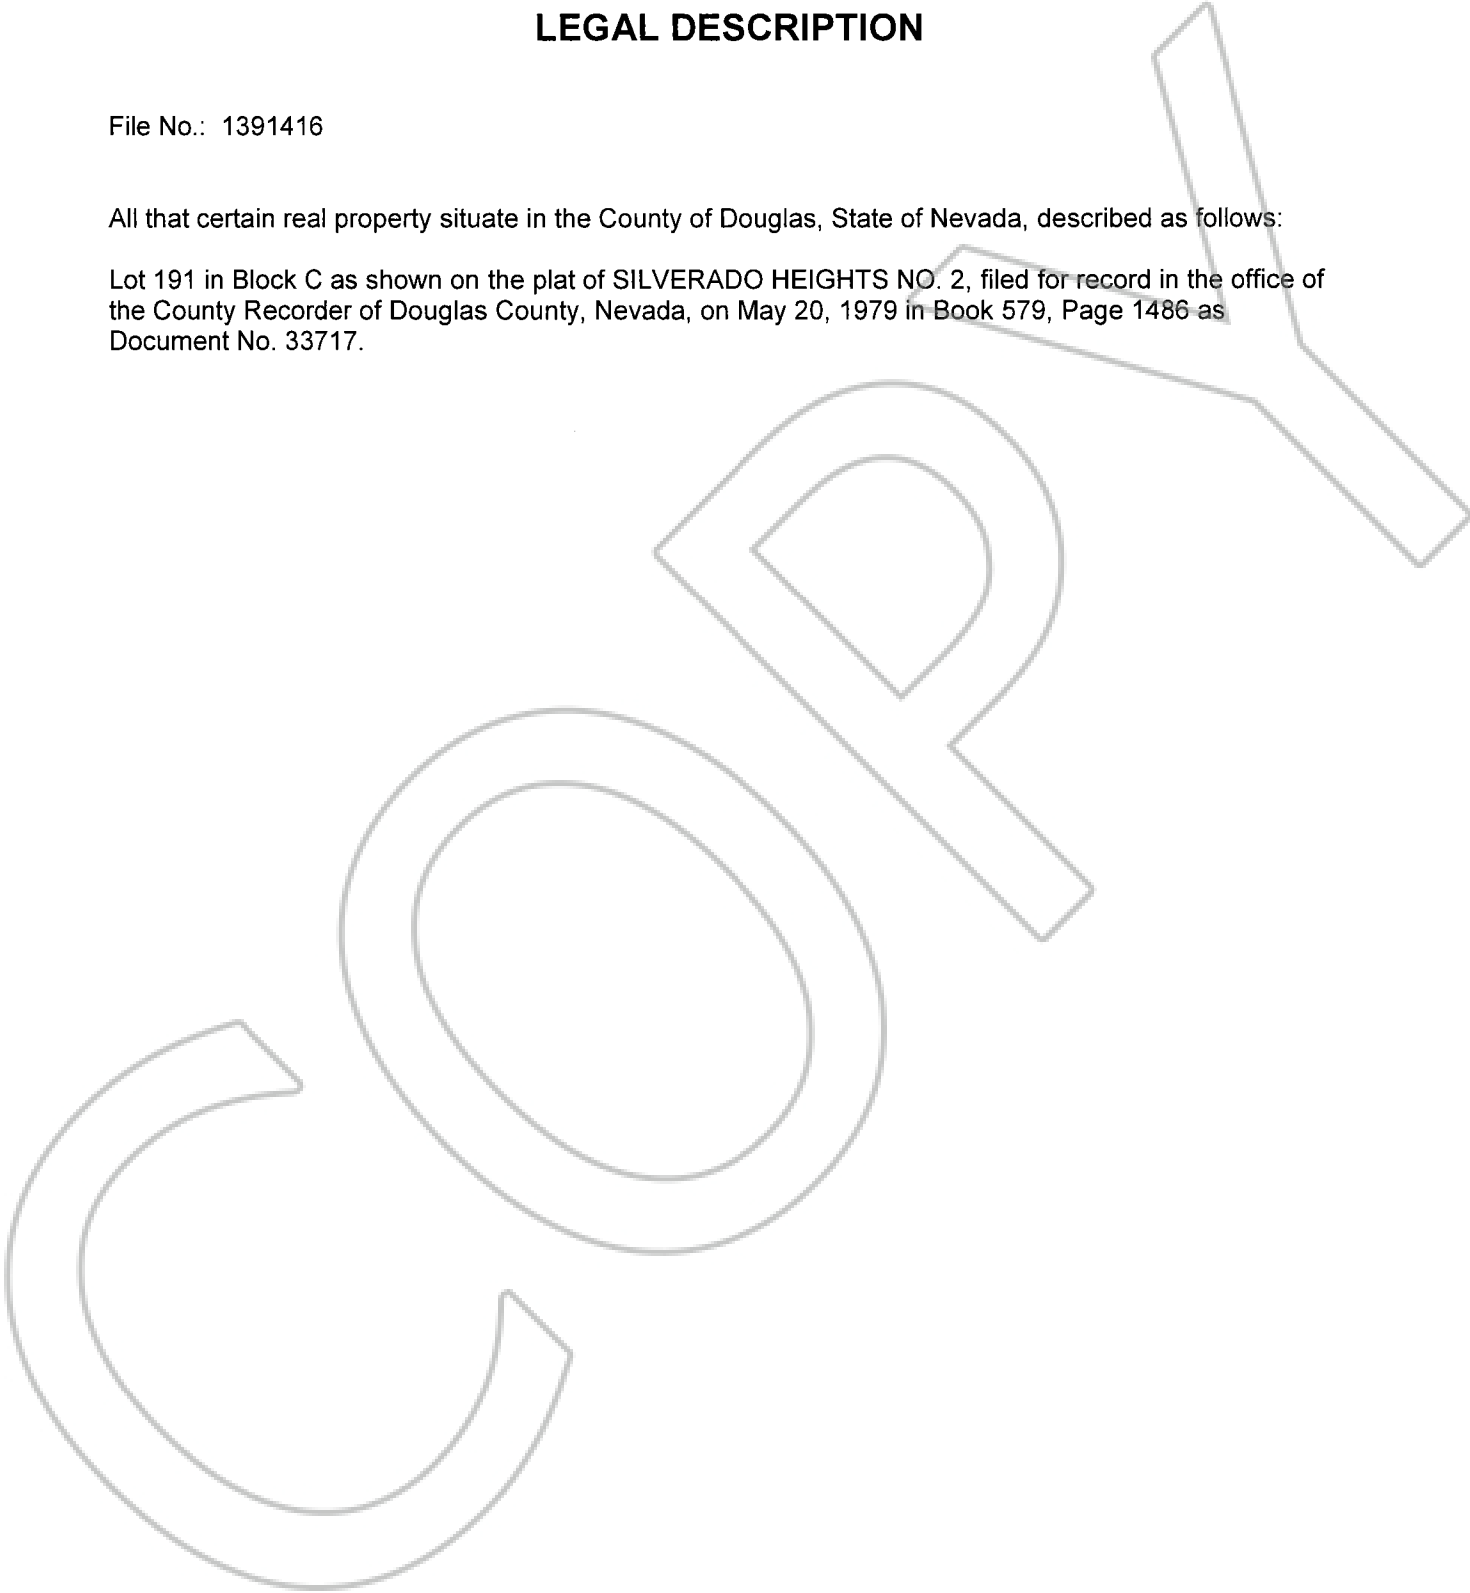 LEGAL DESCRIPTION
File No.: 1391416
All that certain real property situate in the County of Douglas, State of Nevada, described as follows:
Lot 191 in Block C as shown on the plat of SILVERADO HEIGHTS NO. 2, filed for record in the office of
the County Recorder of Douglas County, Nevada, on May 20, 1979 in Book 579, Page 1486 as
Document No. 33717.
COPY